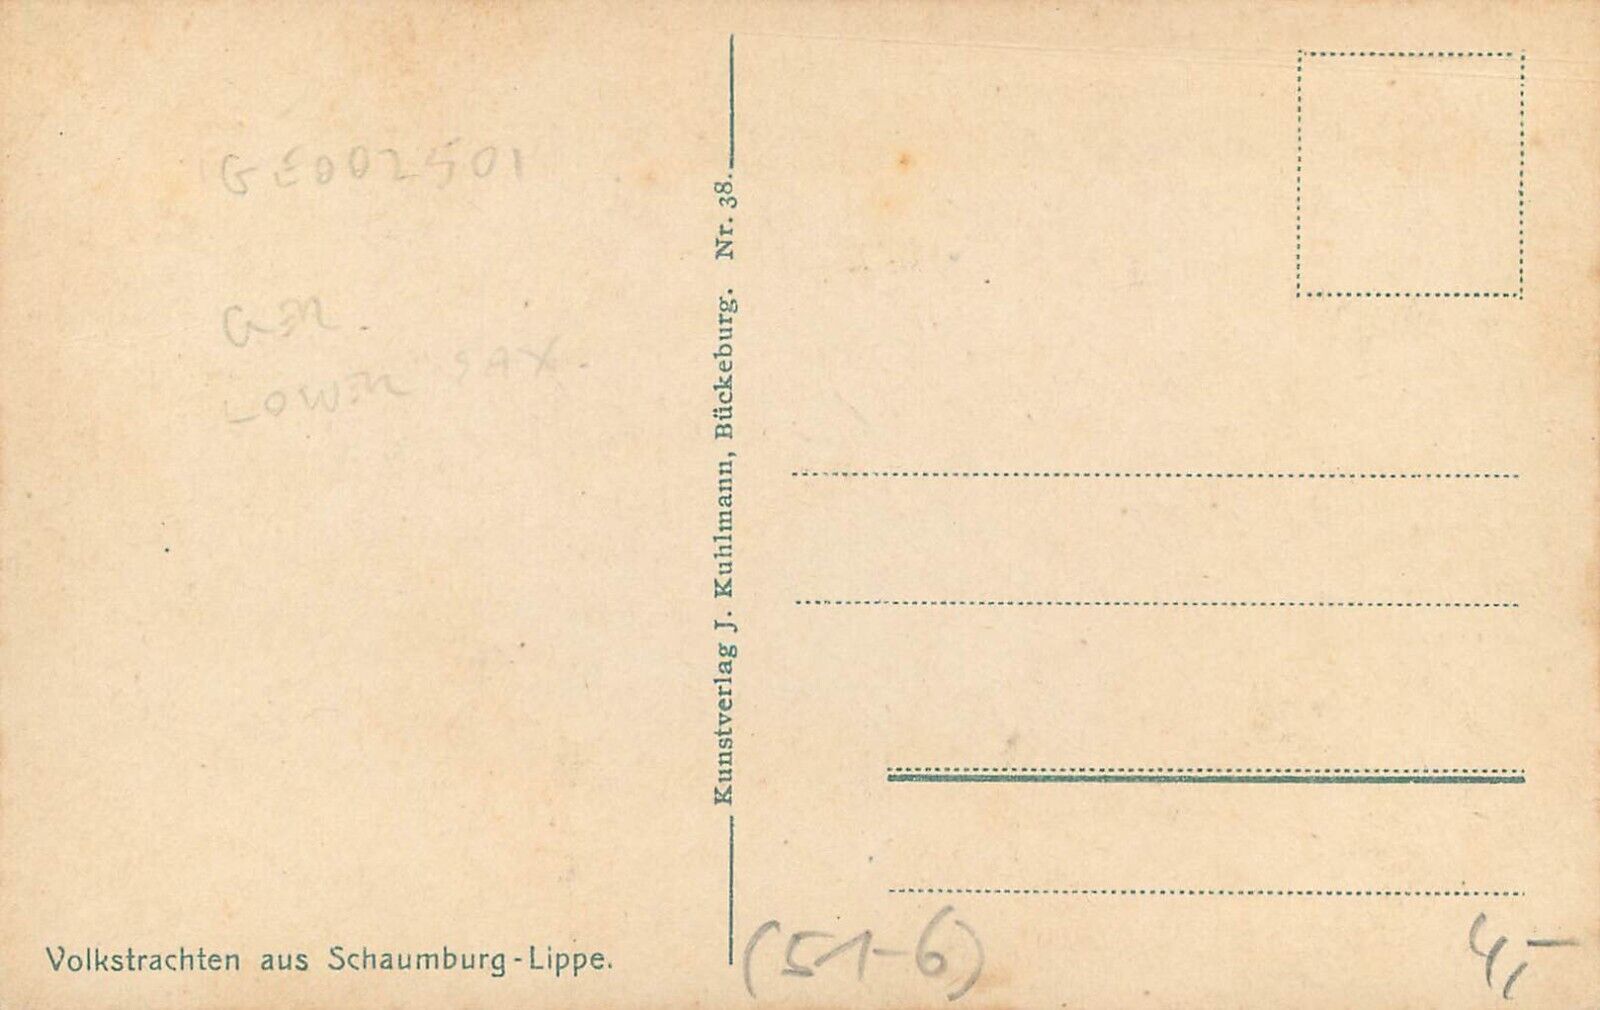 GE002501
GER.
LOWER SAX.
Volkstrachten aus Schaumburg-Lippe.
Kunstverlag J. Kuhlmann, Bückeburg. Nr. 38.
(51-6)
4,-